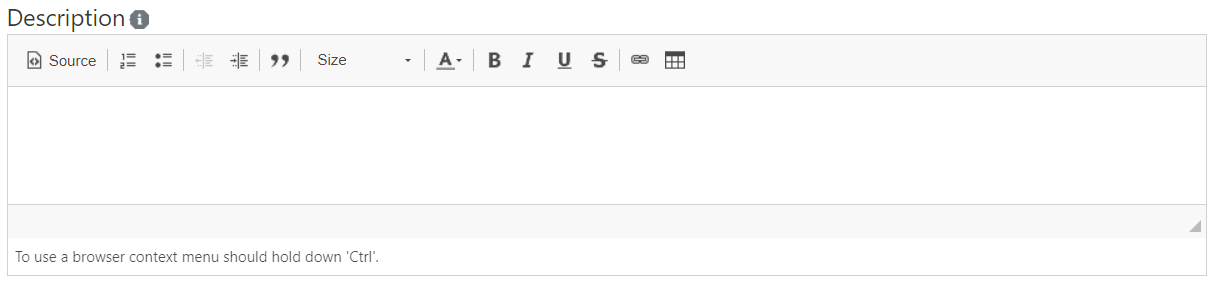 Description
Source Size A B I U S
To use a browser context menu should hold down 'Ctrl'.